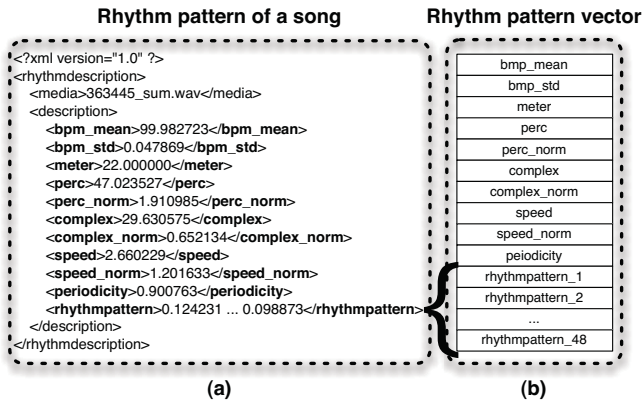 Rhythm pattern of a song
<?xml version="1.0" ?>
<rhythmdescription>
<media>363445_sum.wav</media>
<description>
<bpm_mean>99.982723</bpm_mean>
<bpm_std>0.047869</bpm_std>
<meter>22.000000</meter>
<perc>47.023527</perc>
<perc_norm>1.910985</perc_norm>
<complex>29.630575</complex>
<complex_norm>0.652134</complex_norm>
<speed>2.660229</speed>
<speed_norm>1.201633</speed_norm>
<periodicity>0.900763</periodicity>
<rhythmpattern>0.124231 ... 0.098873</rhythmpattern>
</description>
</rhythmdescription>
(a)
Rhythm pattern vector
bmp_mean
bmp_std
meter
perc
perc_norm
complex
complex_norm
speed
speed_norm
peiodicity
rhythmpattern_1
rhythmpattern_2
...
rhythmpattern_48
(b)